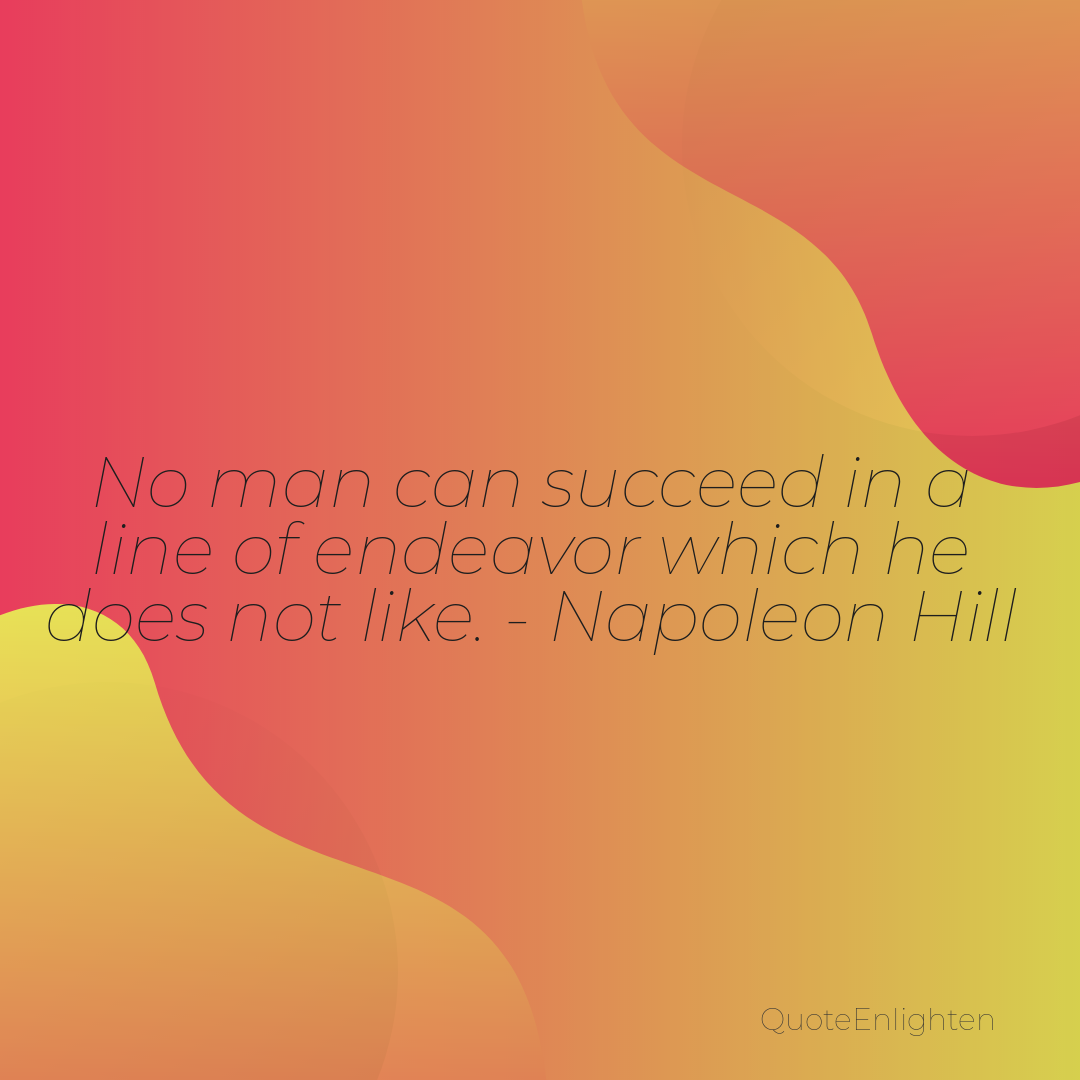 No man can succeed in a
line of endeavor which he
does not like. - Napoleon Hill
QuoteEnlighten